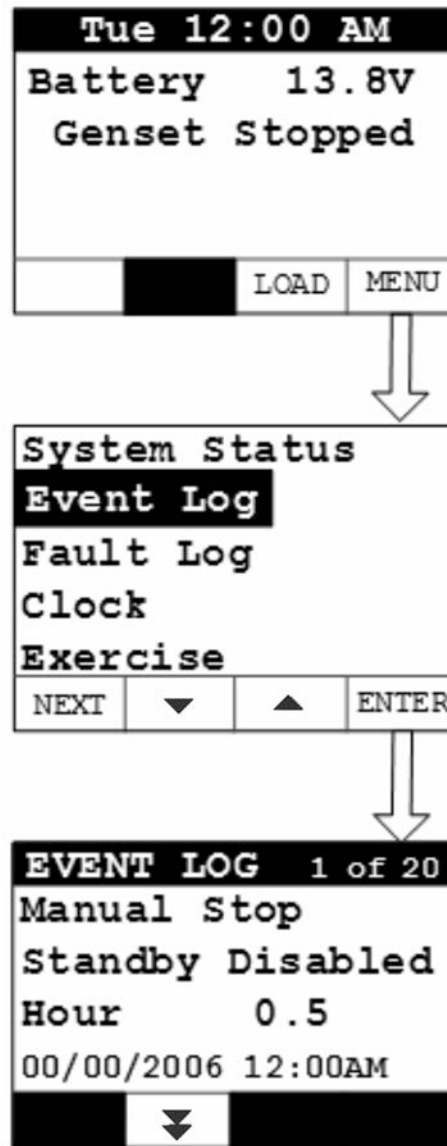 Tue 12:00 AM
Battery 13.8V
Genset Stopped
LOAD MENU
System Status
Event Log
Fault Log
Clock
Exercise
NEXT ▼ ▲ ENTER
EVENT LOG 1 of 20
Manual Stop
Standby Disabled
Hour 0.5
00/00/2006 12:00AM